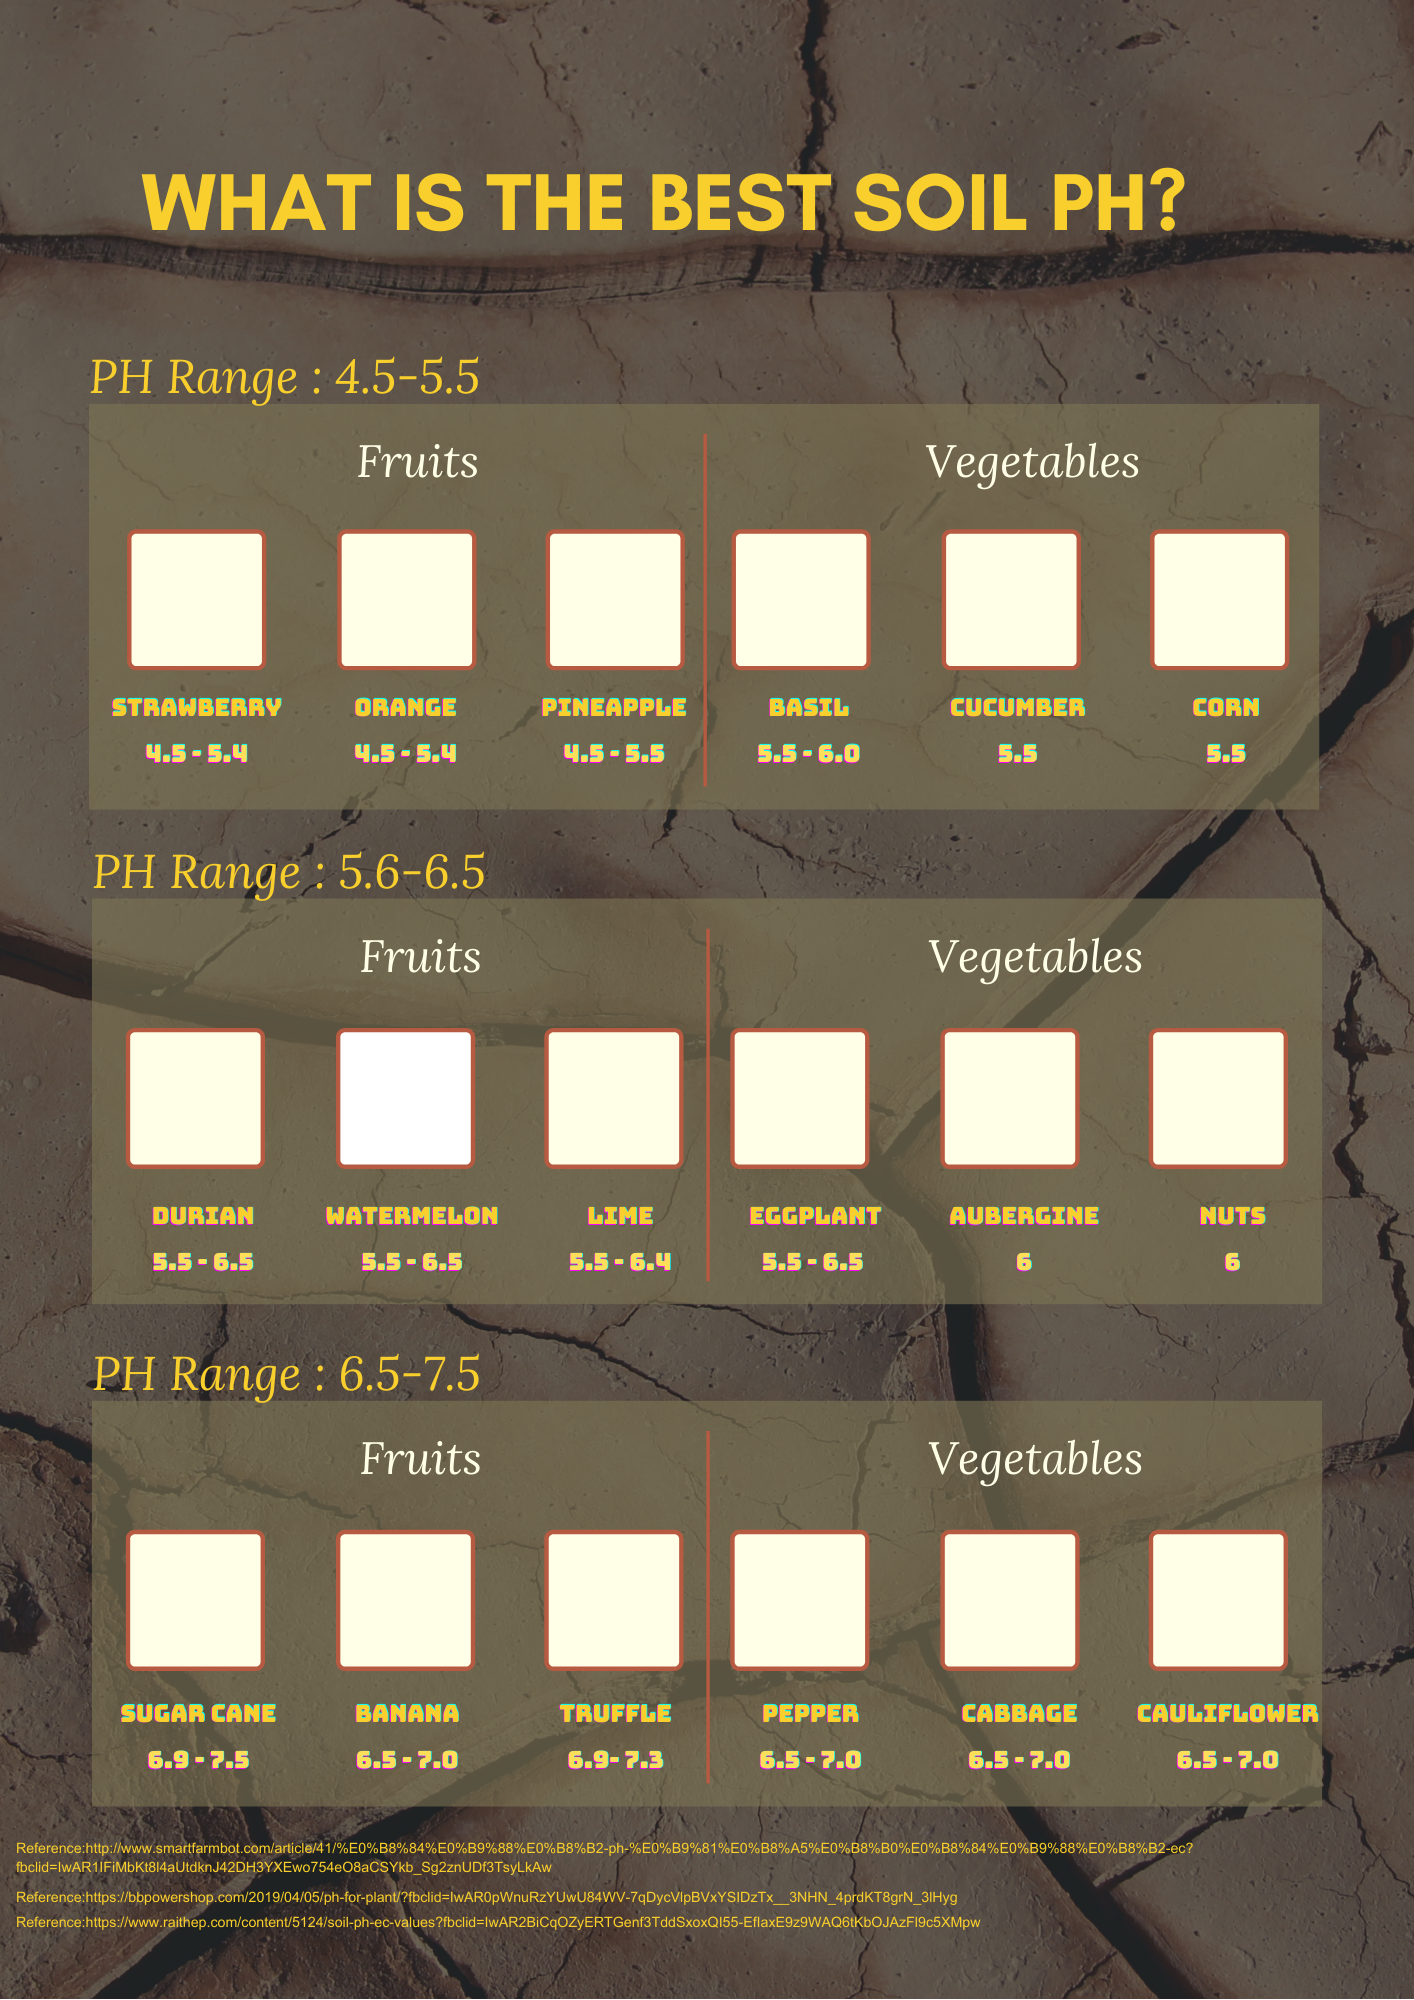 WHAT IS THE BEST SOIL PH?
PH Range : 4.5-5.5
Fruits
Vegetables
STRAWBERRY
ORANGE
PINEAPPLE
BASIL
CUCUMBER
CORN
4.5 - 5.4
4.5 - 5.4
4.5 - 5.5
5.5 - 6.0
5.5
5.5
PH Range : 5.6-6.5
Fruits
Vegetables
DURIAN
WATERMELON
LIME
EGGPLANT
AUBERGINE
NUTS
5.5 - 6.5
5.5 - 6.5
5.5 - 6.4
5.5 - 6.5
6
6
PH Range : 6.5-7.5
Fruits
Vegetables
SUGAR CANE
BANANA
TRUFFLE
PEPPER
CABBAGE
CAULIFLOWER
6.9 - 7.5
6.5 - 7.0
6.9- 7.3
6.5 - 7.0
6.5 - 7.0
6.5 - 7.0
Reference:http://www.smartfarmbot.com/article/41/%E0%B8%84%E0%B9%88%E0%B8%B2-ph-%E0%B9%81%E0%B8%A5%E0%B8%B0%E0%B8%84%E0%B9%88%E0%B8%B2-ec?
fbclid=IwAR1IFiMbKt8l4aUtdknJ42DH3YXEwo754eO8aCSYkb_Sg2znUDf3TsyLkAw
Reference:https://bbpowershop.com/2019/04/05/ph-for-plant/?fbclid=IwAR0pWnuRzYUwU84WV-7qDycVlpBVxYSIDzTx__3NHN_4prdKT8grN_3lHyg
Reference:https://www.raithep.com/content/5124/soil-ph-ec-values?fbclid=IwAR2BiCqOZyERTGenf3TddSxoxQI55-EflaxE9z9WAQ6tKbOJAzFl9c5XMpw